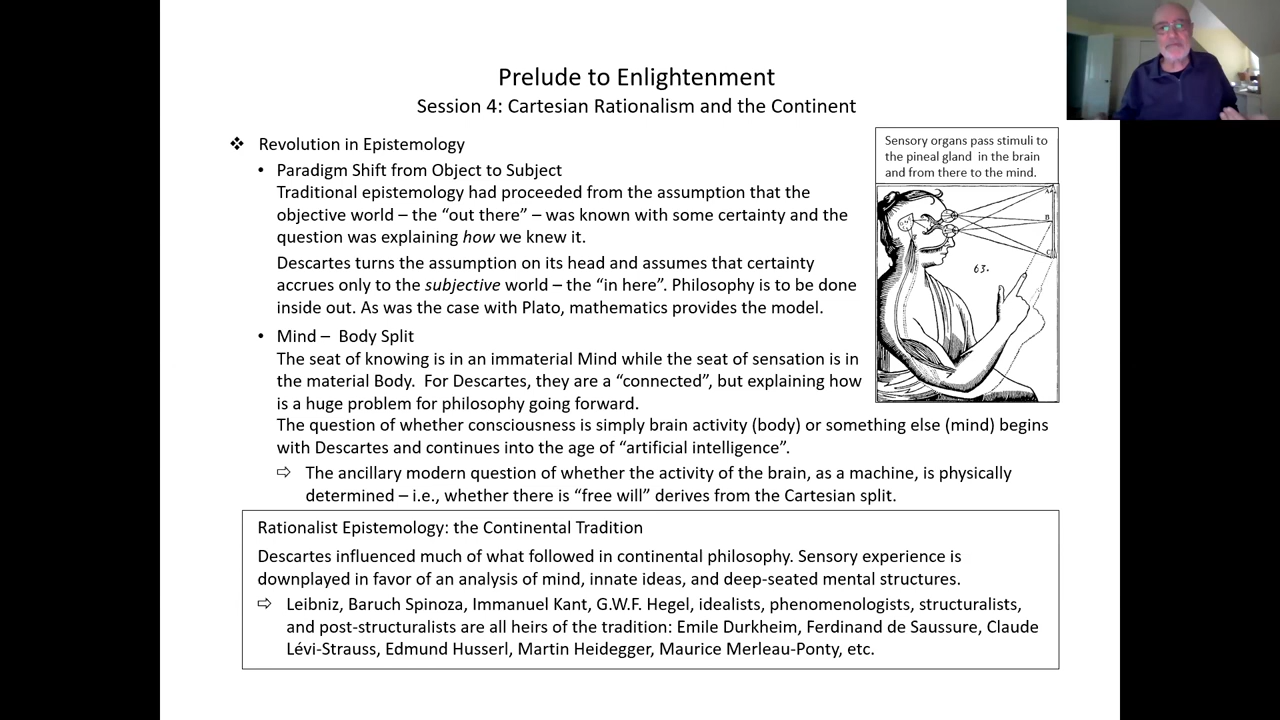 Prelude to Enlightenment
Session 4: Cartesian Rationalism and the Continent
❖ Revolution in Epistemology
• Paradigm Shift from Object to Subject
Traditional epistemology had proceeded from the assumption that the
objective world – the “out there” – was known with some certainty and the
question was explaining how we knew it.
Descartes turns the assumption on its head and assumes that certainty
accrues only to the subjective world – the “in here”. Philosophy is to be done
inside out. As was the case with Plato, mathematics provides the model.
• Mind – Body Split
The seat of knowing is in an immaterial Mind while the seat of sensation is in
the material Body. For Descartes, they are a “connected”, but explaining how
is a huge problem for philosophy going forward.
The question of whether consciousness is simply brain activity (body) or something else (mind) begins
with Descartes and continues into the age of “artificial intelligence”.
⇨ The ancillary modern question of whether the activity of the brain, as a machine, is physically
determined – i.e., whether there is “free will” derives from the Cartesian split.
Sensory organs pass stimuli to
the pineal gland in the brain
and from there to the mind.
63.
Rationalist Epistemology: the Continental Tradition
Descartes influenced much of what followed in continental philosophy. Sensory experience is
downplayed in favor of an analysis of mind, innate ideas, and deep-seated mental structures.
⇨ Leibniz, Baruch Spinoza, Immanuel Kant, G.W.F. Hegel, idealists, phenomenologists, structuralists,
and post-structuralists are all heirs of the tradition: Emile Durkheim, Ferdinand de Saussure, Claude
Lévi-Strauss, Edmund Husserl, Martin Heidegger, Maurice Merleau-Ponty, etc.